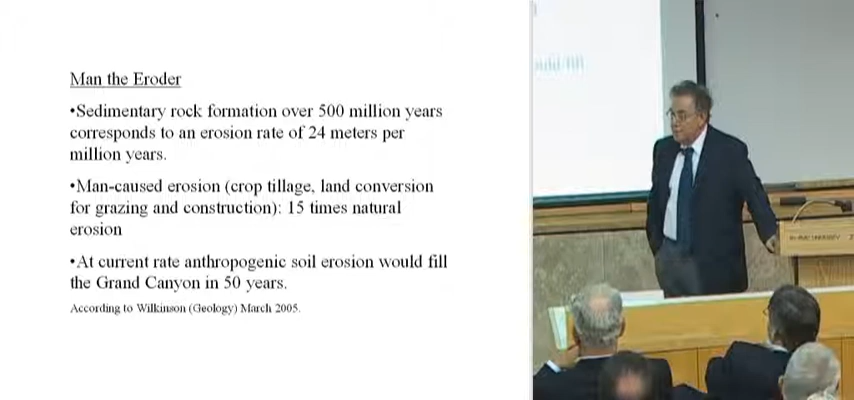 Man the Eroder
•Sedimentary rock formation over 500 million years
corresponds to an erosion rate of 24 meters per
million years.
•Man-caused erosion (crop tillage, land conversion
for grazing and construction): 15 times natural
erosion
•At current rate anthropogenic soil erosion would fill
the Grand Canyon in 50 years.
According to Wilkinson (Geology) March 2005.